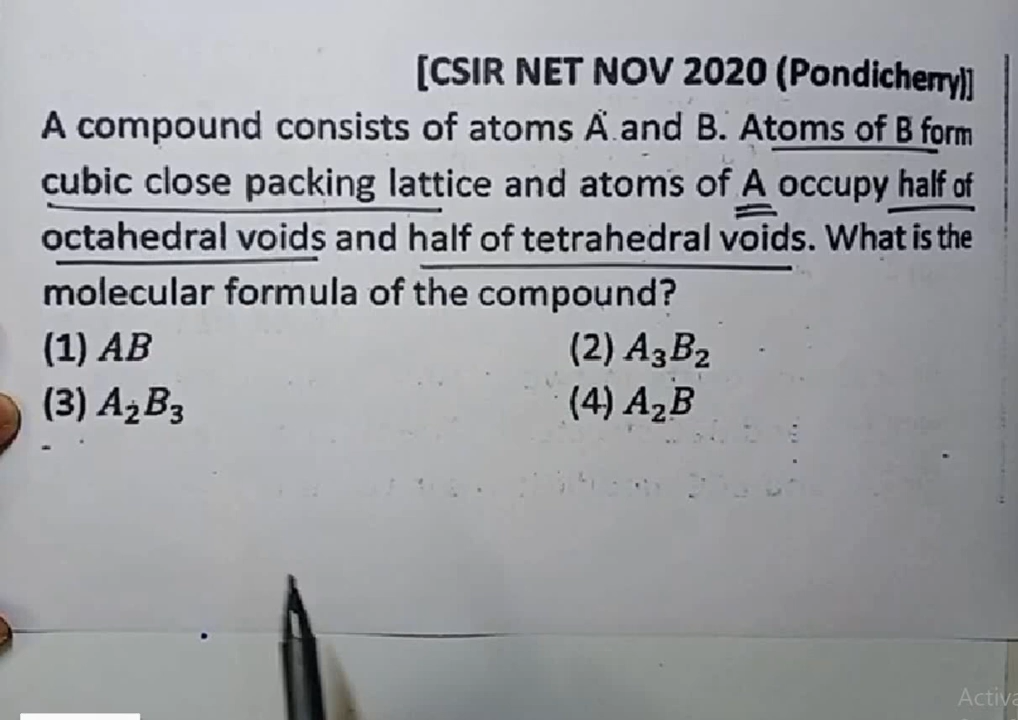 [CSIR NET NOV 2020 (Pondicherry)]
A compound consists of atoms A and B. Atoms of B form
cubic close packing lattice and atoms of A occupy half of
octahedral voids and half of tetrahedral voids. What is the
molecular formula of the compound?
(1) AB (2) A₃B₂
(3) A₂B₃ (4) A₂B
Activa